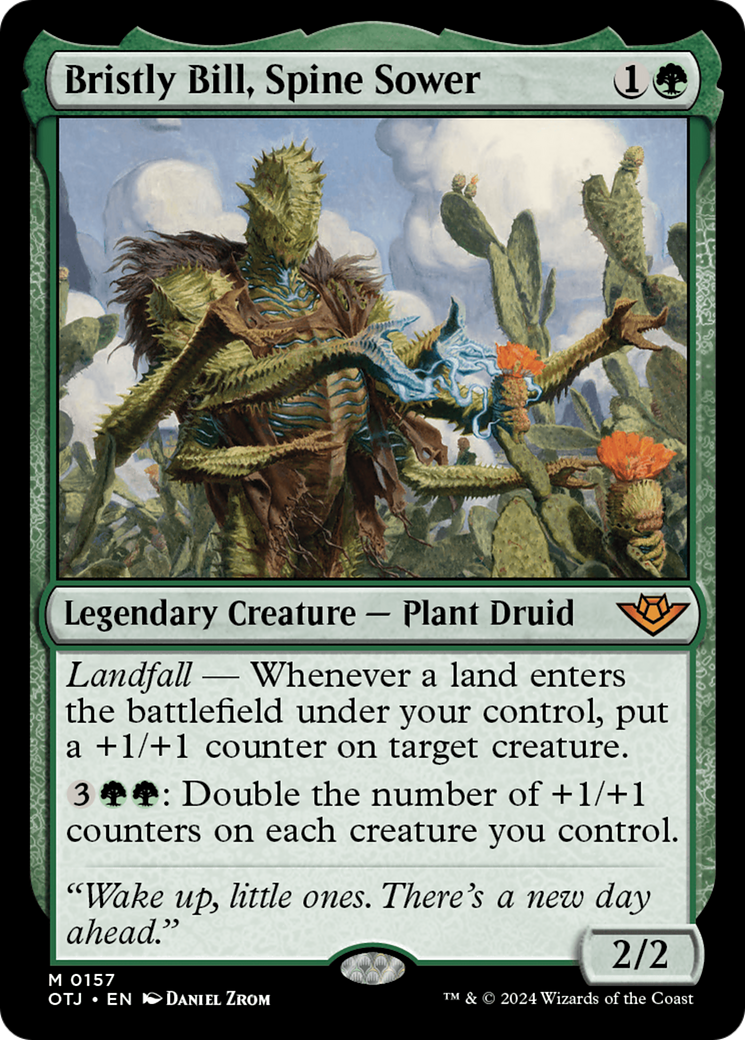 Bristly Bill, Spine Sower 1
Legendary Creature — Plant Druid
Landfall — Whenever a land enters
the battlefield under your control, put
a +1/+1 counter on target creature.
3: Double the number of +1/+1
counters on each creature you control.
“Wake up, little ones. There’s a new day
ahead.”
2/2
M 0157
OTJ • EN Daniel Zrom
™ & © 2024 Wizards of the Coast